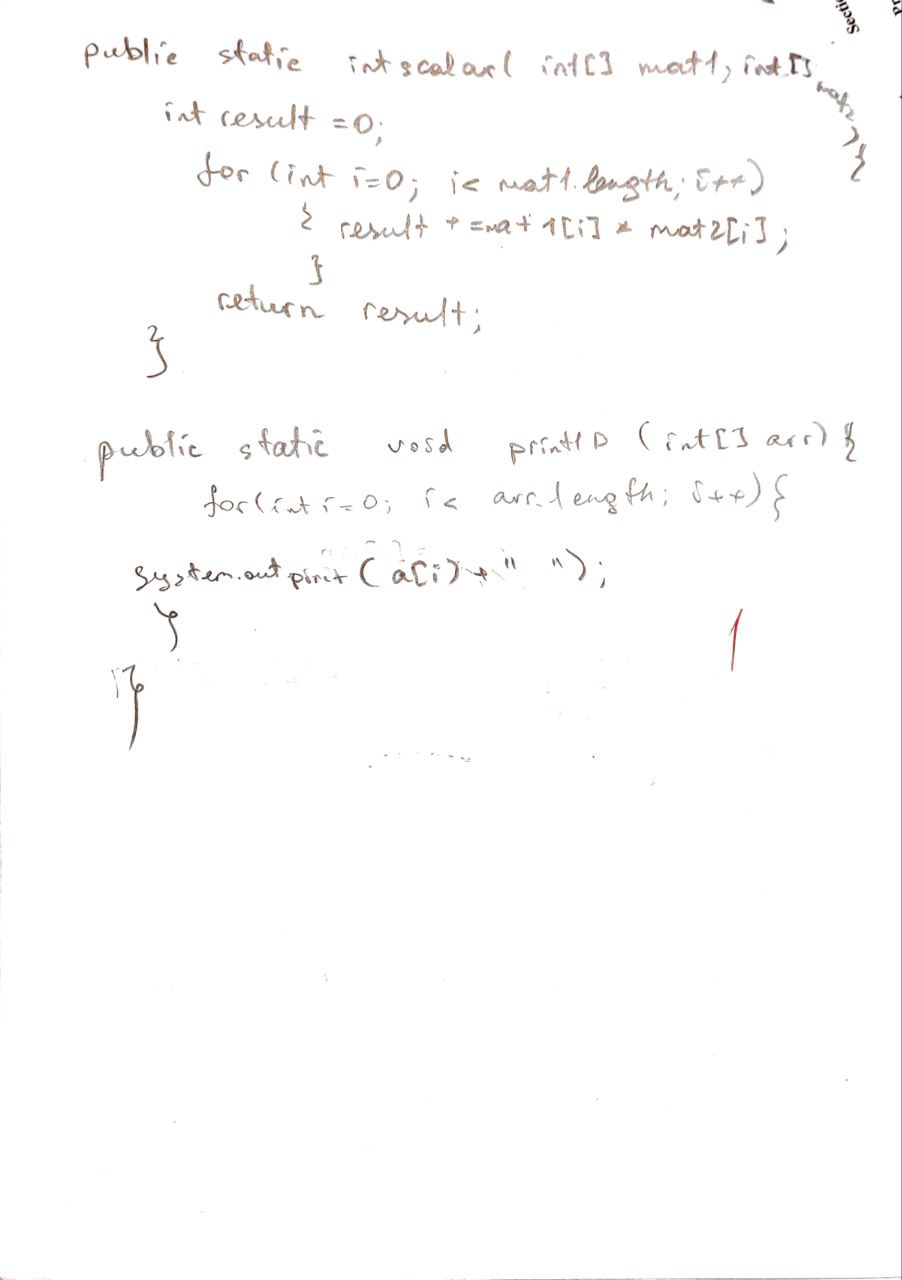 Sectio
Pr
public static int scalar( int[] mat1, int[] mat2) {
int result = 0;
for (int i=0; i< mat1.length; i++)
{ result += mat1[i] * mat2[i];
}
return result;
}
public static void print1D (int[] arr) {
for(int i=0; i< arr.length; i++) {
System.out print (a[i] + " ");
}
}
1